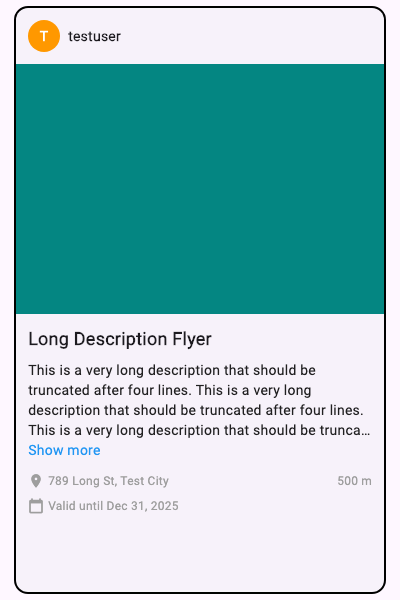 T testuser
Long Description Flyer
This is a very long description that should be
truncated after four lines. This is a very long
description that should be truncated after four lines.
This is a very long description that should be trunca…
Show more
789 Long St, Test City 500 m
Valid until Dec 31, 2025